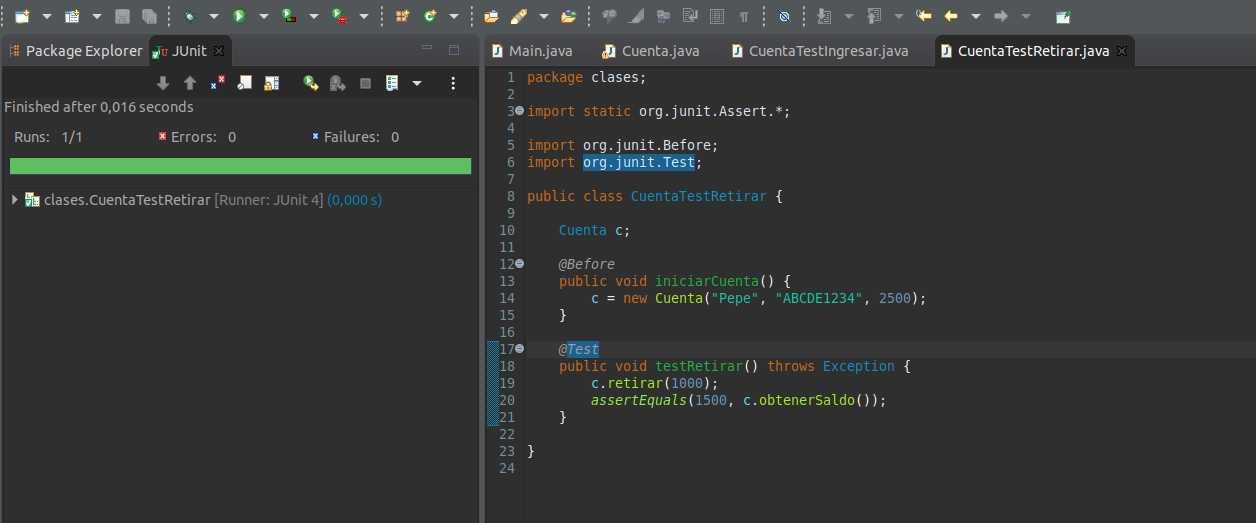 Package Explorer
JUnit
Finished after 0,016 seconds
Runs: 1/1
Errors: 0
Failures: 0
clases.CuentaTestRetirar [Runner: JUnit 4] (0,000 s)
Main.java
Cuenta.java
CuentaTestIngresar.java
CuentaTestRetirar.java
1 package clases;
2
3 import static org.junit.Assert.*;
4
5 import org.junit.Before;
6 import org.junit.Test;
7
8 public class CuentaTestRetirar {
9
10     Cuenta c;
11
12     @Before
13     public void iniciarCuenta() {
14         c = new Cuenta("Pepe", "ABCDE1234", 2500);
15     }
16
17     @Test
18     public void testRetirar() throws Exception {
19         c.retirar(1000);
20         assertEquals(1500, c.obtenerSaldo());
21     }
22
23 }
24